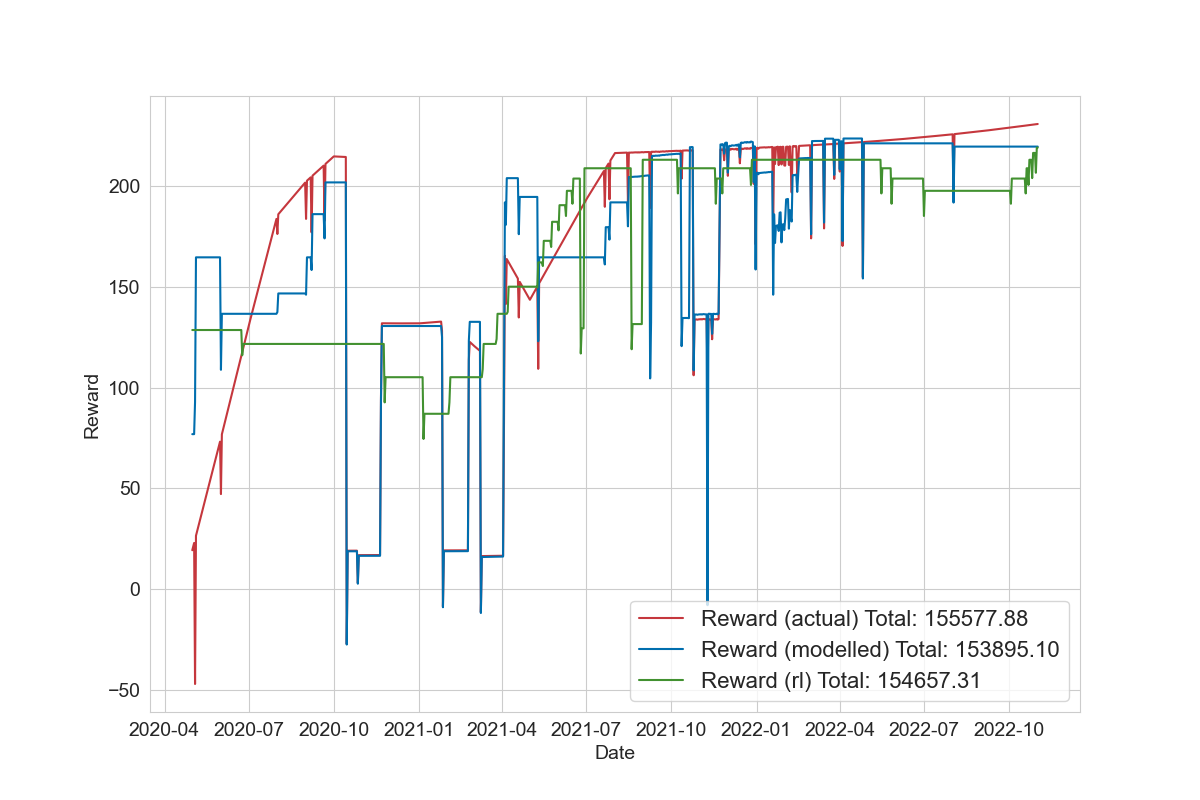 200
150
100
50
0
−50
Reward
2020-04 2020-07 2020-10 2021-01 2021-04 2021-07 2021-10 2022-01 2022-04 2022-07 2022-10
Date
Reward (actual) Total: 155577.88
Reward (modelled) Total: 153895.10
Reward (rl) Total: 154657.31